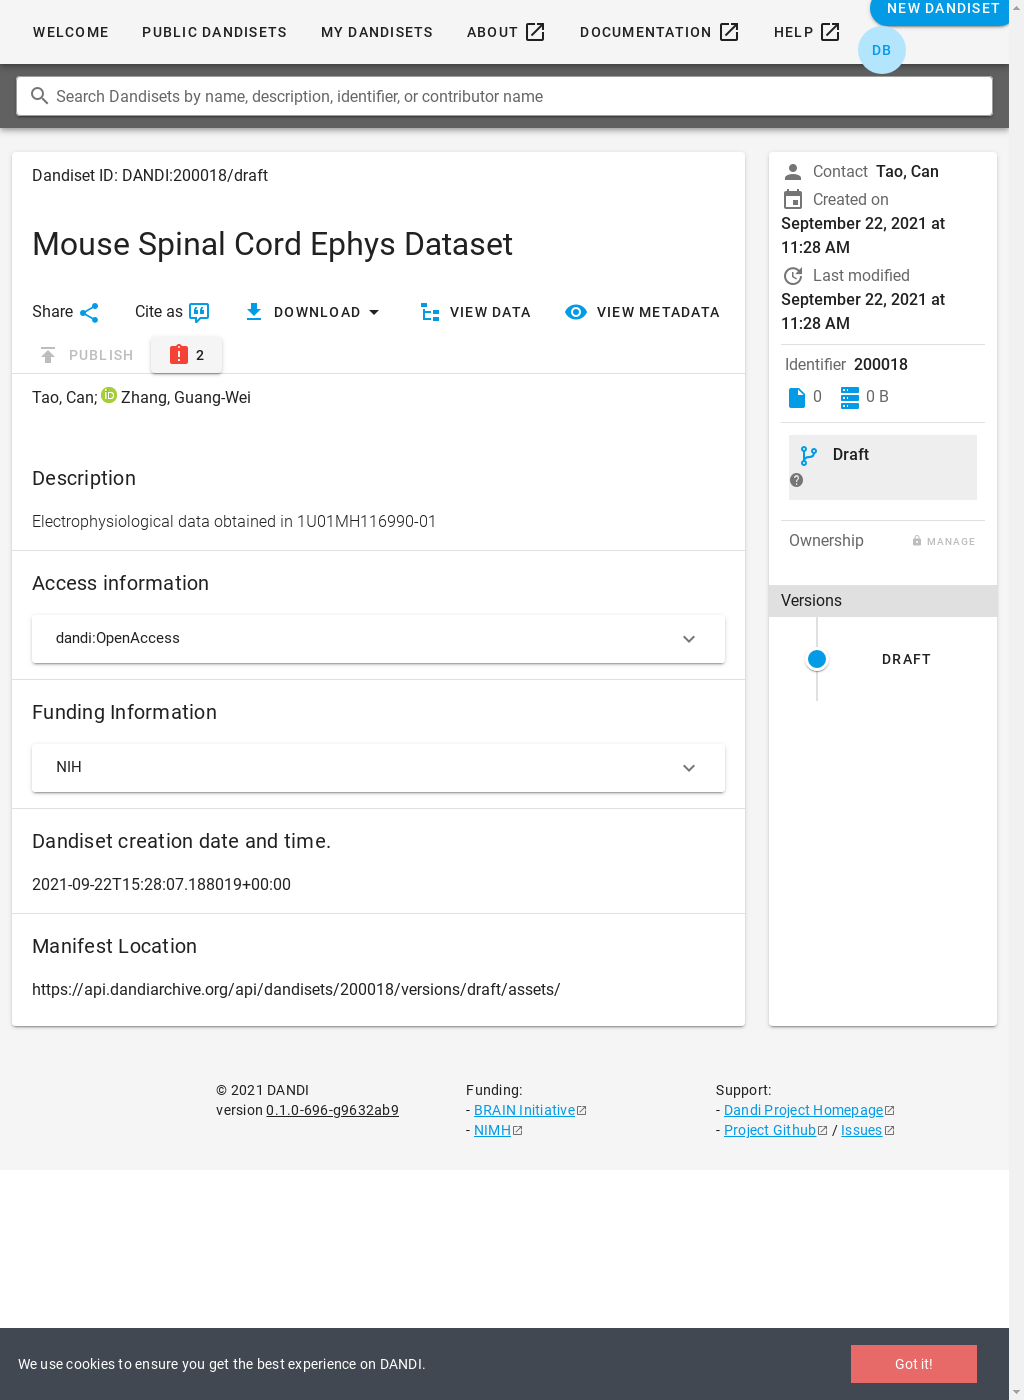 NEW DANDISET
WELCOME PUBLIC DANDISETS MY DANDISETS ABOUT DOCUMENTATION HELP
DB
Search Dandisets by name, description, identifier, or contributor name
Dandiset ID: DANDI:200018/draft
Mouse Spinal Cord Ephys Dataset
Share Cite as DOWNLOAD VIEW DATA VIEW METADATA
PUBLISH 2
Tao, Can; iD Zhang, Guang-Wei
Description
Electrophysiological data obtained in 1U01MH116990-01
Access information
dandi:OpenAccess
Funding Information
NIH
Dandiset creation date and time.
2021-09-22T15:28:07.188019+00:00
Manifest Location
https://api.dandiarchive.org/api/dandisets/200018/versions/draft/assets/
Contact Tao, Can
Created on
September 22, 2021 at
11:28 AM
Last modified
September 22, 2021 at
11:28 AM
Identifier 200018
0 0 B
Draft
Ownership MANAGE
Versions
DRAFT
© 2021 DANDI
version 0.1.0-696-g9632ab9
Funding:
- BRAIN Initiative
- NIMH
Support:
- Dandi Project Homepage
- Project Github / Issues
We use cookies to ensure you get the best experience on DANDI.
Got it!